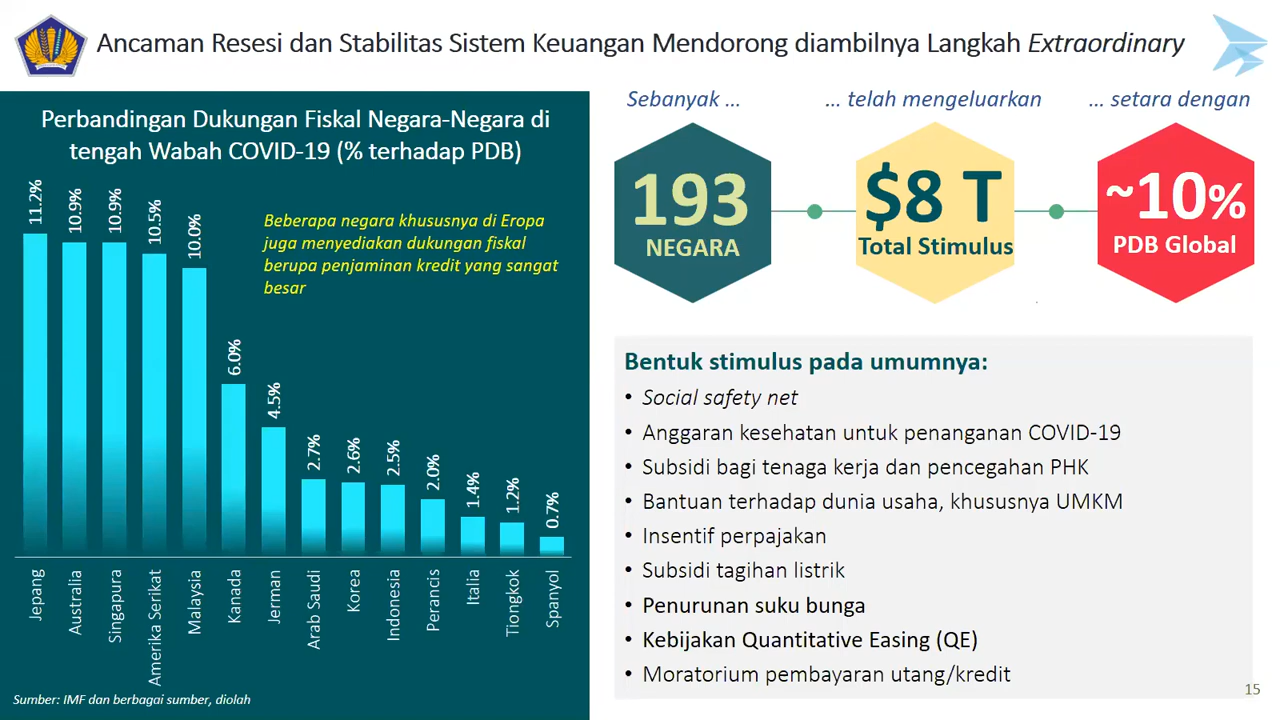 Ancaman Resesi dan Stabilitas Sistem Keuangan Mendorong diambilnya Langkah Extraordinary
Perbandingan Dukungan Fiskal Negara-Negara di
tengah Wabah COVID-19 (% terhadap PDB)
Beberapa negara khususnya di Eropa
juga menyediakan dukungan fiskal
berupa penjaminan kredit yang sangat
besar
11.2%
10.9%
10.9%
10.5%
10.0%
6.0%
4.5%
2.7%
2.6%
2.5%
2.0%
1.4%
1.2%
0.7%
Jepang
Australia
Singapura
Amerika Serikat
Malaysia
Kanada
Jerman
Arab Saudi
Korea
Indonesia
Perancis
Italia
Tiongkok
Spanyol
Sumber: IMF dan berbagai sumber, diolah
Sebanyak ...
193
NEGARA
... telah mengeluarkan
$8 T
Total Stimulus
... setara dengan
~10%
PDB Global
Bentuk stimulus pada umumnya:
• Social safety net
• Anggaran kesehatan untuk penanganan COVID-19
• Subsidi bagi tenaga kerja dan pencegahan PHK
• Bantuan terhadap dunia usaha, khususnya UMKM
• Insentif perpajakan
• Subsidi tagihan listrik
• Penurunan suku bunga
• Kebijakan Quantitative Easing (QE)
• Moratorium pembayaran utang/kredit
15